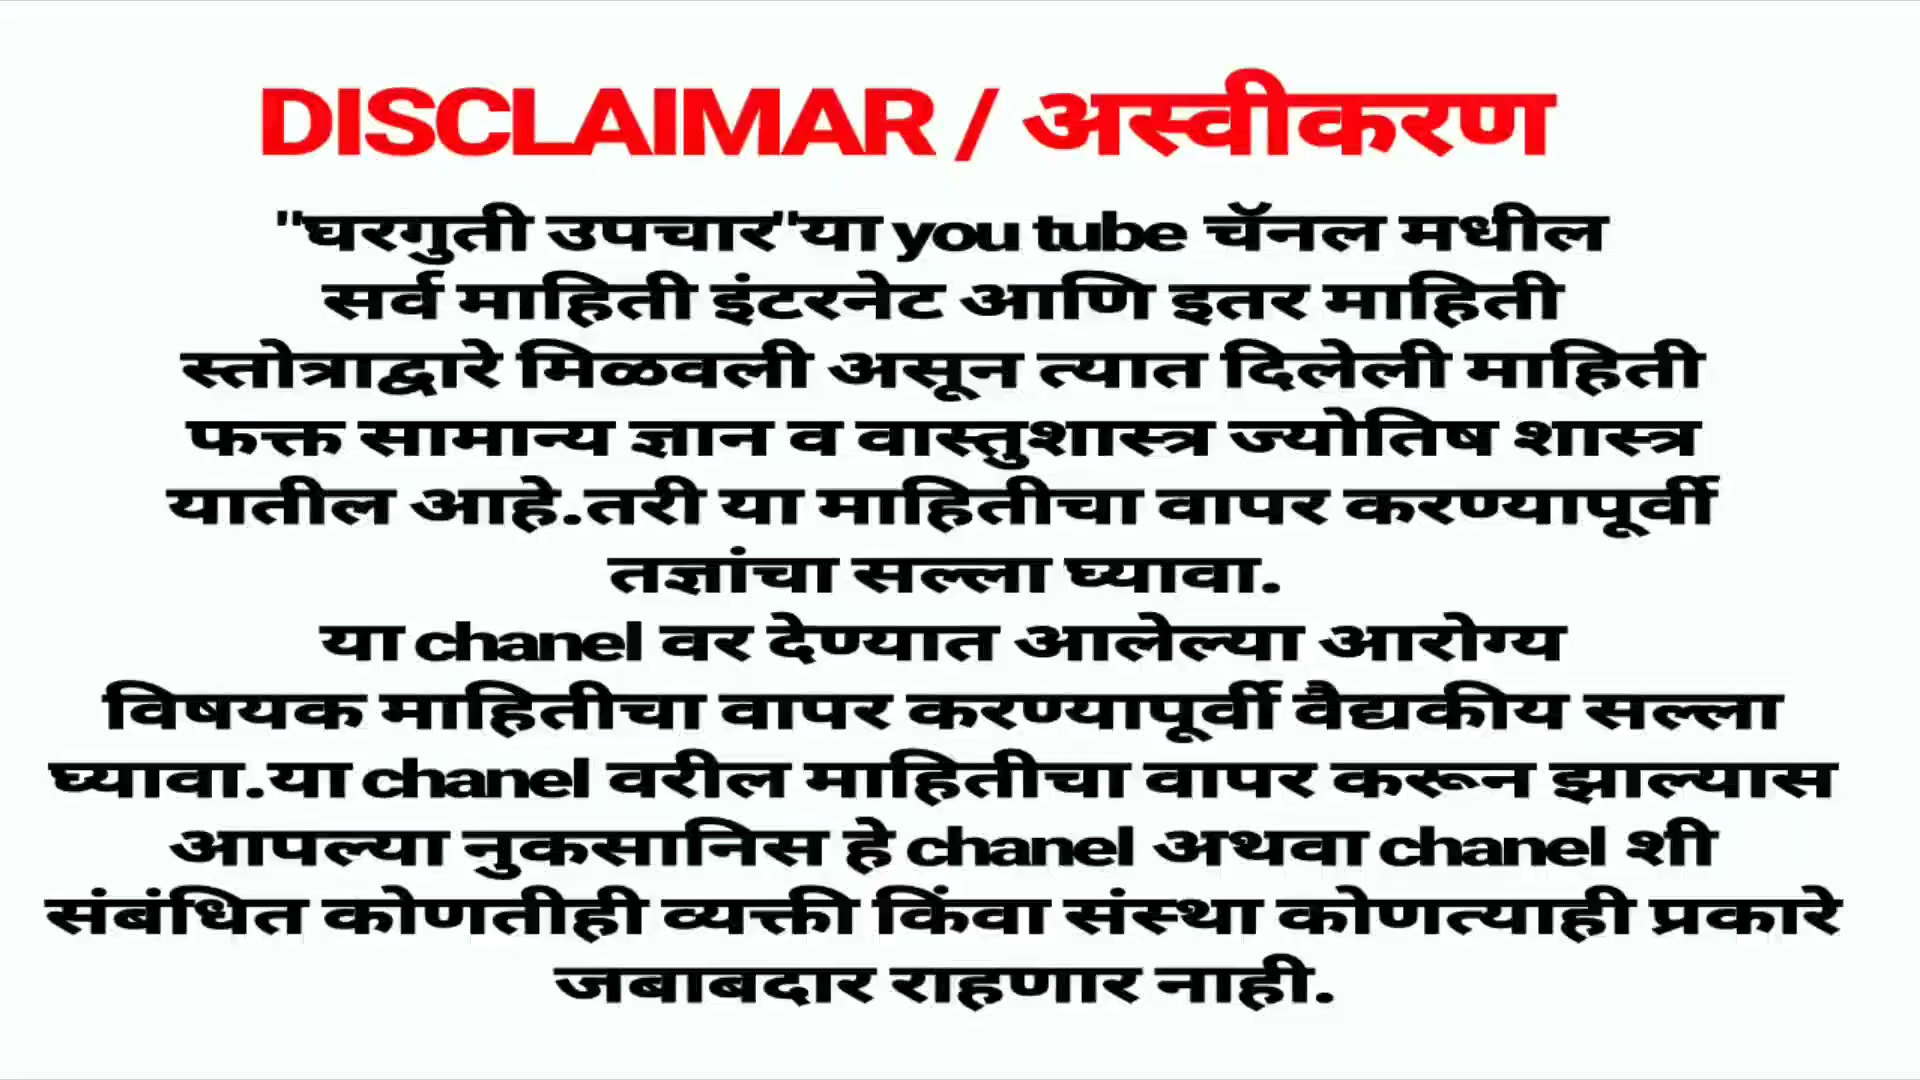 DISCLAIMAR / अस्वीकरण
"घरगुती उपचार"या you tube चॅनल मधील
सर्व माहिती इंटरनेट आणि इतर माहिती
स्तोत्राद्वारे मिळवली असून त्यात दिलेली माहिती
फक्त सामान्य ज्ञान व वास्तुशास्त्र ज्योतिष शास्त्र
यातील आहे.तरी या माहितीचा वापर करण्यापूर्वी
तज्ञांचा सल्ला घ्यावा.
या chanel वर देण्यात आलेल्या आरोग्य
विषयक माहितीचा वापर करण्यापूर्वी वैद्यकीय सल्ला
घ्यावा.या chanel वरील माहितीचा वापर करून झाल्यास
आपल्या नुकसानिस हे chanel अथवा chanel शी
संबंधित कोणतीही व्यक्ती किंवा संस्था कोणत्याही प्रकारे
जबाबदार राहणार नाही.